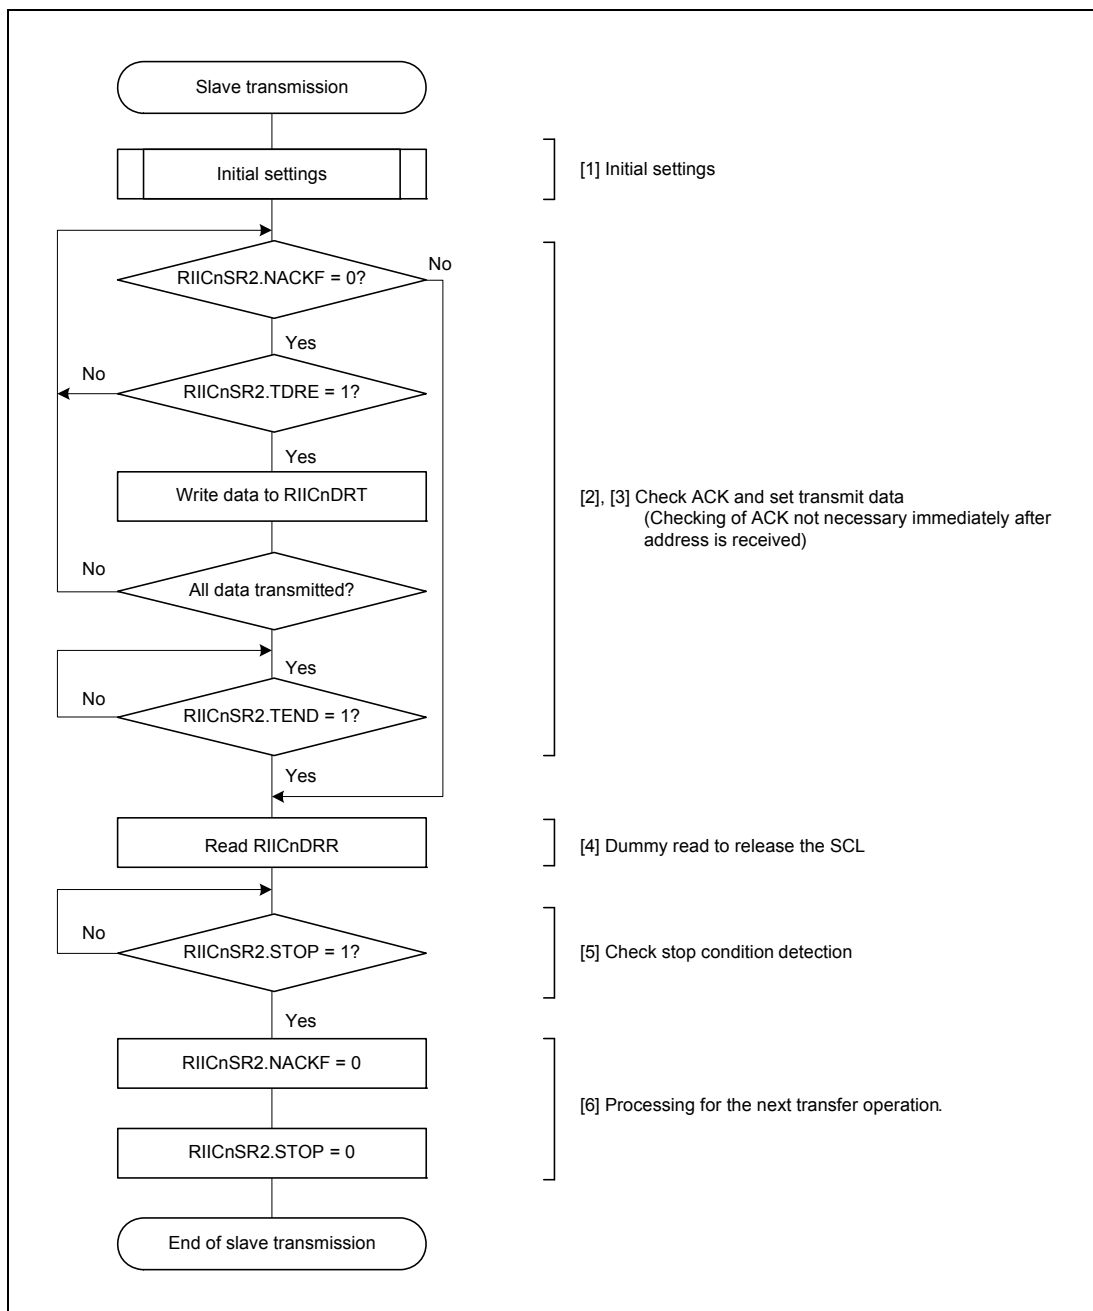 Slave transmission
Initial settings
[1] Initial settings
RIICnSR2.NACKF = 0?
No
Yes
No
RIICnSR2.TDRE = 1?
Yes
Write data to RIICnDRT
[2], [3] Check ACK and set transmit data
(Checking of ACK not necessary immediately after
address is received)
No
All data transmitted?
Yes
No
RIICnSR2.TEND = 1?
Yes
Read RIICnDRR
[4] Dummy read to release the SCL
No
RIICnSR2.STOP = 1?
[5] Check stop condition detection
Yes
RIICnSR2.NACKF = 0
[6] Processing for the next transfer operation.
RIICnSR2.STOP = 0
End of slave transmission